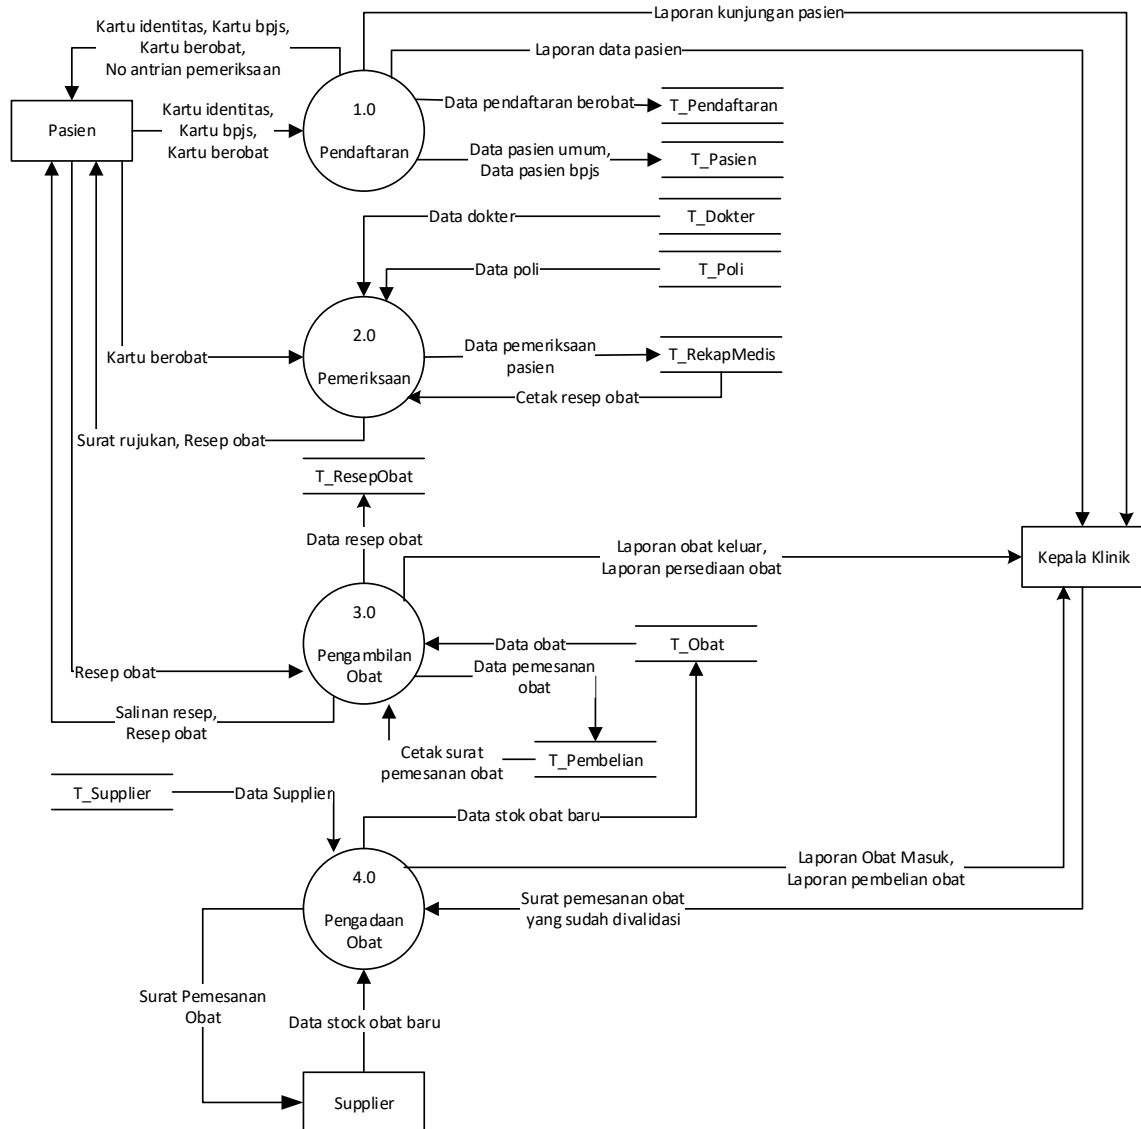 Laporan kunjungan pasien
Kartu identitas, Kartu bpjs,
Kartu berobat,
No antrian pemeriksaan
Laporan data pasien
Pasien
Kartu identitas,
Kartu bpjs,
Kartu berobat
1.0
Pendaftaran
Data pendaftaran berobat
T_Pendaftaran
Data pasien umum,
Data pasien bpjs
T_Pasien
Data dokter
T_Dokter
Data poli
T_Poli
2.0
Pemeriksaan
Kartu berobat
Data pemeriksaan
pasien
T_RekapMedis
Cetak resep obat
Surat rujukan, Resep obat
T_ResepObat
Data resep obat
Laporan obat keluar,
Laporan persediaan obat
Kepala Klinik
3.0
Pengambilan
Obat
Data obat
T_Obat
Resep obat
Data pemesanan
obat
Salinan resep,
Resep obat
Cetak surat
pemesanan obat
T_Pembelian
T_Supplier
Data Supplier
Data stok obat baru
4.0
Pengadaan
Obat
Laporan Obat Masuk,
Laporan pembelian obat
Surat pemesanan obat
yang sudah divalidasi
Surat Pemesanan
Obat
Data stock obat baru
Supplier